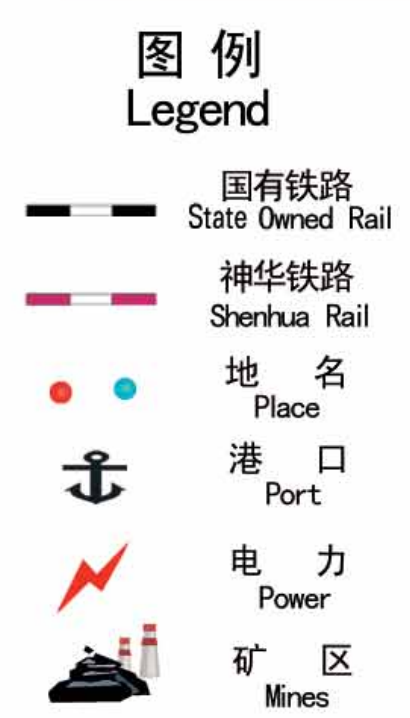 图 例
Legend
国有铁路
State Owned Rail
神华铁路
Shenhua Rail
地 名
Place
港 口
Port
电 力
Power
矿 区
Mines